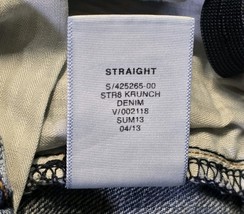 STRAIGHT
S/425265-00
STR8 KRUNCH
DENIM
V/002118
SUM13
04/13